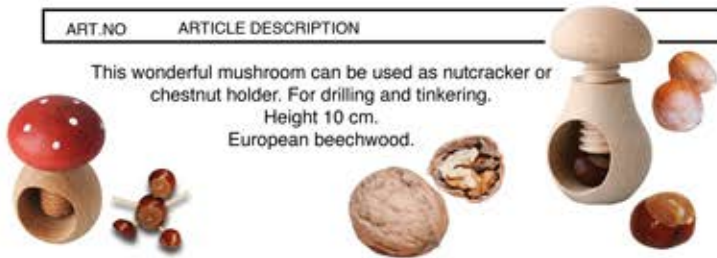 ART.NO ARTICLE DESCRIPTION
This wonderful mushroom can be used as nutcracker or
chestnut holder. For drilling and tinkering.
Height 10 cm.
European beechwood.